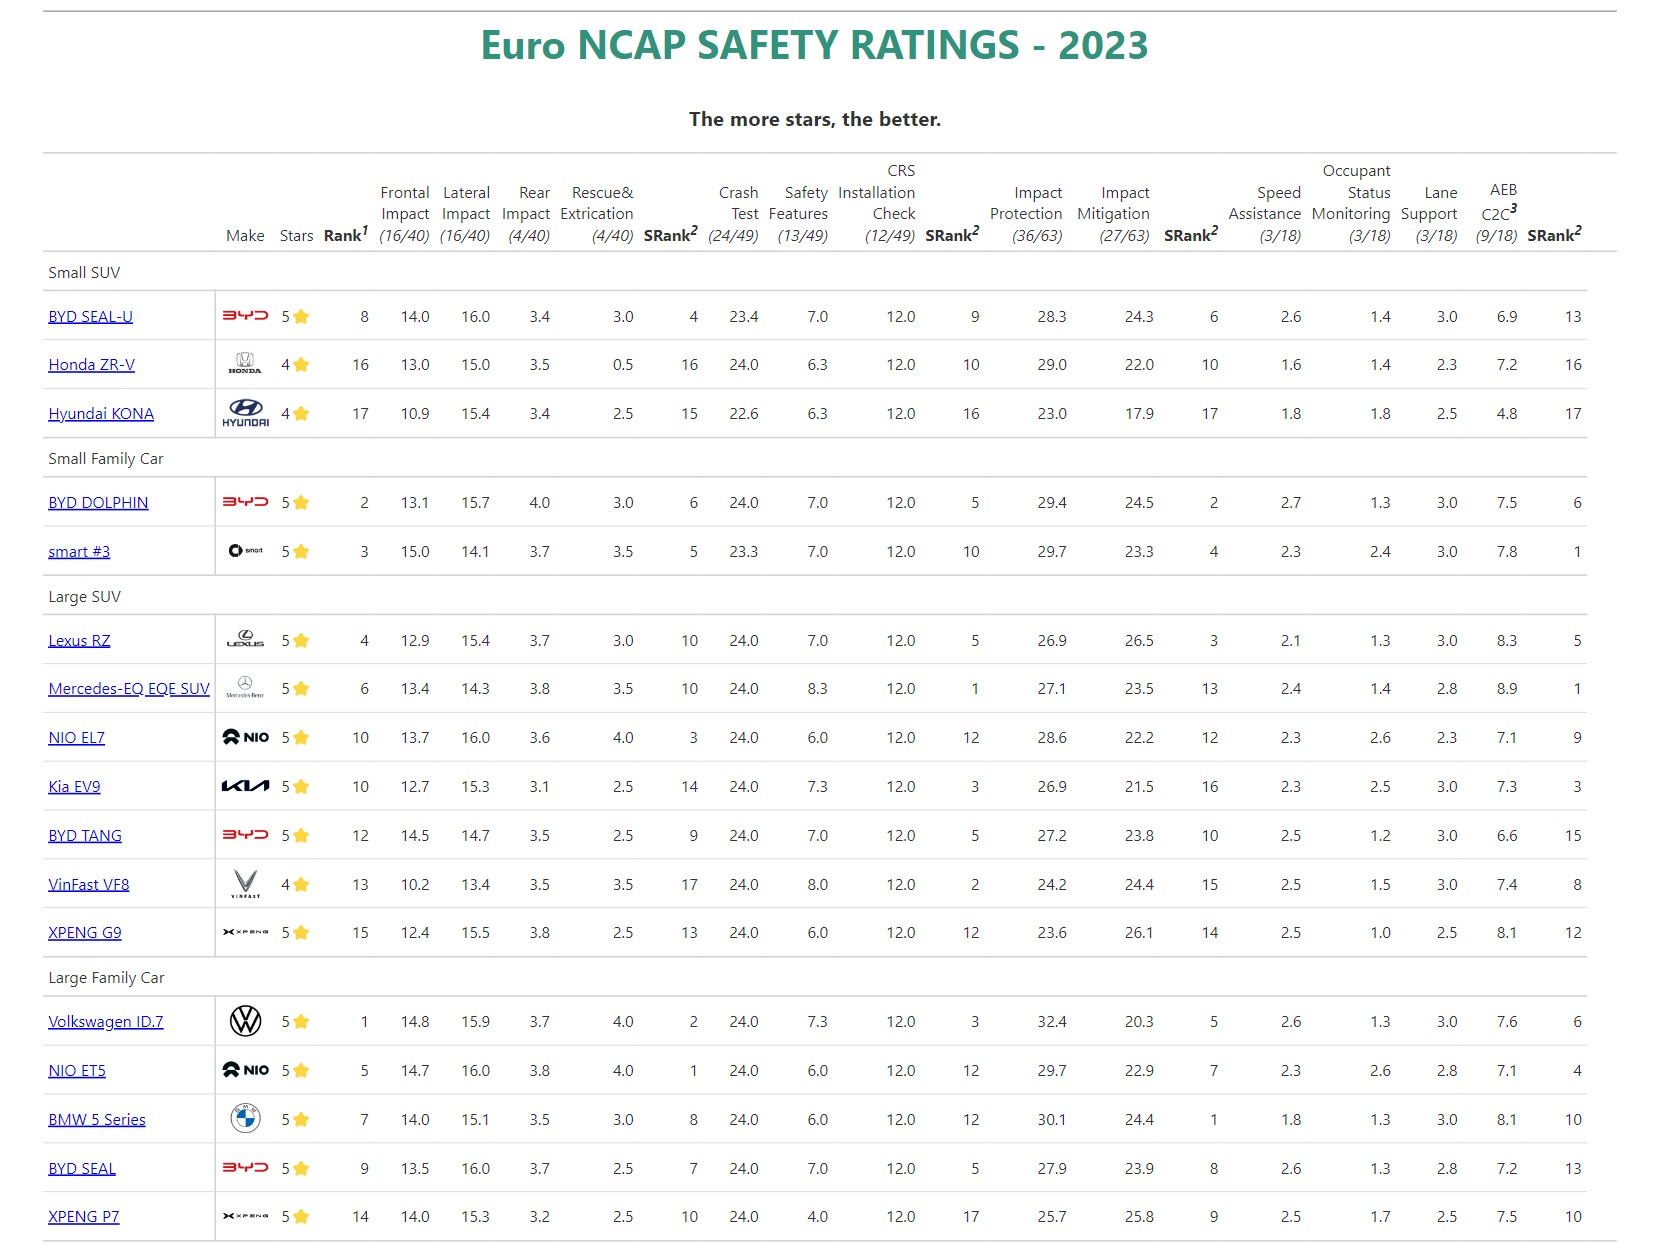 Euro NCAP SAFETY RATINGS - 2023
The more stars, the better.
Make Stars Rank1 Frontal Impact (16/40) Lateral Impact (16/40) Rear Impact (4/40) Rescue& Extrication (4/40) SRank2 Crash Test (24/49) Safety Features (13/49) CRS Installation Check (12/49) SRank2 Impact Protection (36/63) Impact Mitigation (27/63) SRank2 Speed Assistance (3/18) Occupant Status Monitoring (3/18) Lane Support (3/18) AEB C2C3 (9/18) SRank2
Small SUV
BYD SEAL-U BYD 5 8 14.0 16.0 3.4 3.0 4 23.4 7.0 12.0 9 28.3 24.3 6 2.6 1.4 3.0 6.9 13
Honda ZR-V HONDA 4 16 13.0 15.0 3.5 0.5 16 24.0 6.3 12.0 10 29.0 22.0 10 1.6 1.4 2.3 7.2 16
Hyundai KONA HYUNDAI 4 17 10.9 15.4 3.4 2.5 15 22.6 6.3 12.0 16 23.0 17.9 17 1.8 1.8 2.5 4.8 17
Small Family Car
BYD DOLPHIN BYD 5 2 13.1 15.7 4.0 3.0 6 24.0 7.0 12.0 5 29.4 24.5 2 2.7 1.3 3.0 7.5 6
smart #3 smart 5 3 15.0 14.1 3.7 3.5 5 23.3 7.0 12.0 10 29.7 23.3 4 2.3 2.4 3.0 7.8 1
Large SUV
Lexus RZ LEXUS 5 4 12.9 15.4 3.7 3.0 10 24.0 7.0 12.0 5 26.9 26.5 3 2.1 1.3 3.0 8.3 5
Mercedes-EQ EQE SUV Mercedes-Benz 5 6 13.4 14.3 3.8 3.5 10 24.0 8.3 12.0 1 27.1 23.5 13 2.4 1.4 2.8 8.9 1
NIO EL7 NIO 5 10 13.7 16.0 3.6 4.0 3 24.0 6.0 12.0 12 28.6 22.2 12 2.3 2.6 2.3 7.1 9
Kia EV9 KIA 5 10 12.7 15.3 3.1 2.5 14 24.0 7.3 12.0 3 26.9 21.5 16 2.3 2.5 3.0 7.3 3
BYD TANG BYD 5 12 14.5 14.7 3.5 2.5 9 24.0 7.0 12.0 5 27.2 23.8 10 2.5 1.2 3.0 6.6 15
VinFast VF8 VINFAST 4 13 10.2 13.4 3.5 3.5 17 24.0 8.0 12.0 2 24.2 24.4 15 2.5 1.5 3.0 7.4 8
XPENG G9 XPENG 5 15 12.4 15.5 3.8 2.5 13 24.0 6.0 12.0 12 23.6 26.1 14 2.5 1.0 2.5 8.1 12
Large Family Car
Volkswagen ID.7 5 1 14.8 15.9 3.7 4.0 2 24.0 7.3 12.0 3 32.4 20.3 5 2.6 1.3 3.0 7.6 6
NIO ET5 NIO 5 5 14.7 16.0 3.8 4.0 1 24.0 6.0 12.0 12 29.7 22.9 7 2.3 2.6 2.8 7.1 4
BMW 5 Series BMW 5 7 14.0 15.1 3.5 3.0 8 24.0 6.0 12.0 12 30.1 24.4 1 1.8 1.3 3.0 8.1 10
BYD SEAL BYD 5 9 13.5 16.0 3.7 2.5 7 24.0 7.0 12.0 5 27.9 23.9 8 2.6 1.3 2.8 7.2 13
XPENG P7 XPENG 5 14 14.0 15.3 3.2 2.5 10 24.0 4.0 12.0 17 25.7 25.8 9 2.5 1.7 2.5 7.5 10